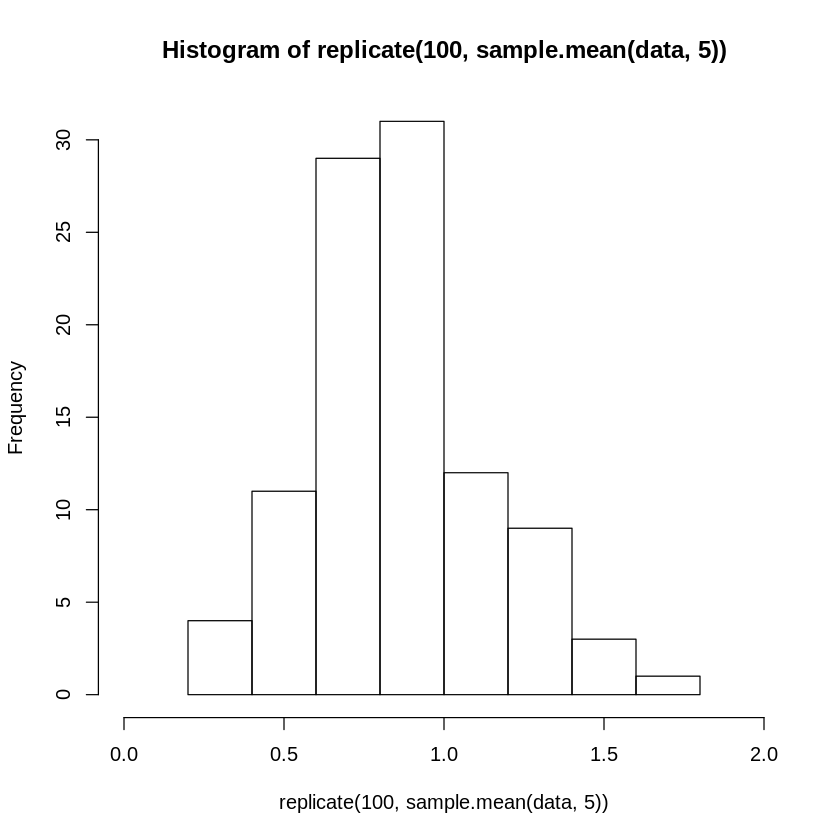 Histogram of replicate(100, sample.mean(data, 5))
30
25
20
15
10
5
0
Frequency
0.0 0.5 1.0 1.5 2.0
replicate(100, sample.mean(data, 5))